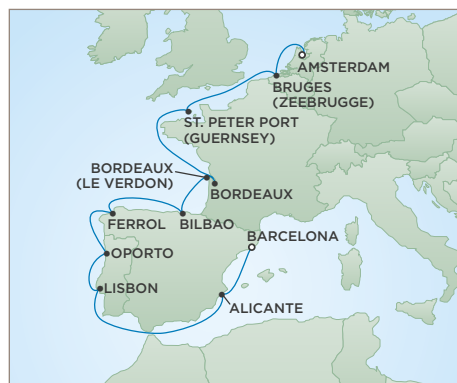 AMSTERDAM
BRUGES
(ZEEBRUGGE)
ST. PETER PORT
(GUERNSEY)
BORDEAUX
(LE VERDON)
BORDEAUX
FERROL
BILBAO
BARCELONA
OPORTO
LISBON
ALICANTE